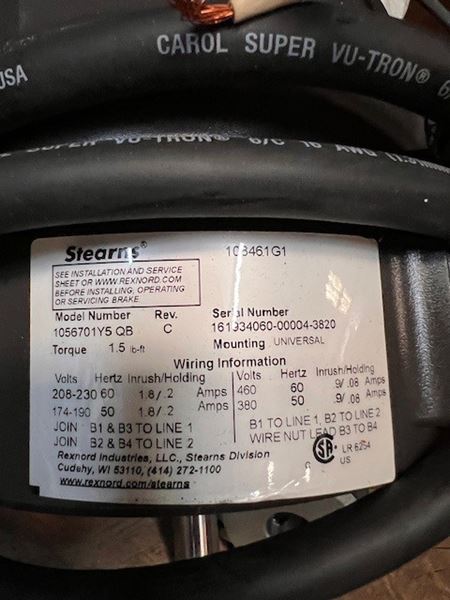 USA
CAROL SUPER VU-TRON® 6/
SUPER VU-TRON® 6/C 16 AWG
Stearns®
SEE INSTALLATION AND SERVICE
SHEET OR WWW.REXNORD.COM
BEFORE INSTALLING, OPERATING
OR SERVICING BRAKE.
Model Number Rev. Serial Number
1056701Y5 QB C 161934060-00004-3820
Torque 1.5 lb-ft Mounting UNIVERSAL
Wiring Information
Volts Hertz Inrush/Holding Volts Hertz Inrush/Holding
208-230 60 1.8/.2 Amps 460 60 .9/.08 Amps
174-190 50 1.8/.2 Amps 380 50 .9/.08 Amps
JOIN B1 & B3 TO LINE 1 B1 TO LINE 1, B2 TO LINE 2
JOIN B2 & B4 TO LINE 2 WIRE NUT LEAD B3 TO B4
Rexnord Industries, LLC., Stearns Division
Cudahy, WI 53110, (414) 272-1100
www.rexnord.com/stearns
SA LR 6254
US